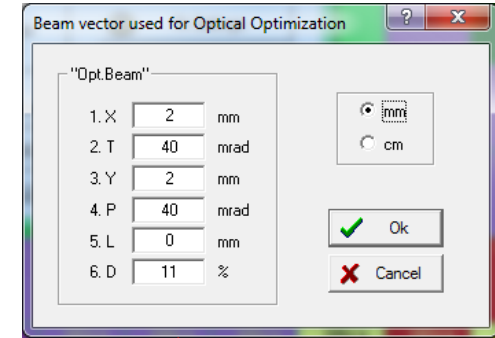 Beam vector used for Optical Optimization ? X
"Opt.Beam"
1. X 2 mm
2. T 40 mrad
3. Y 2 mm
4. P 40 mrad
5. L 0 mm
6. D 11 %
mm
cm
Ok
Cancel